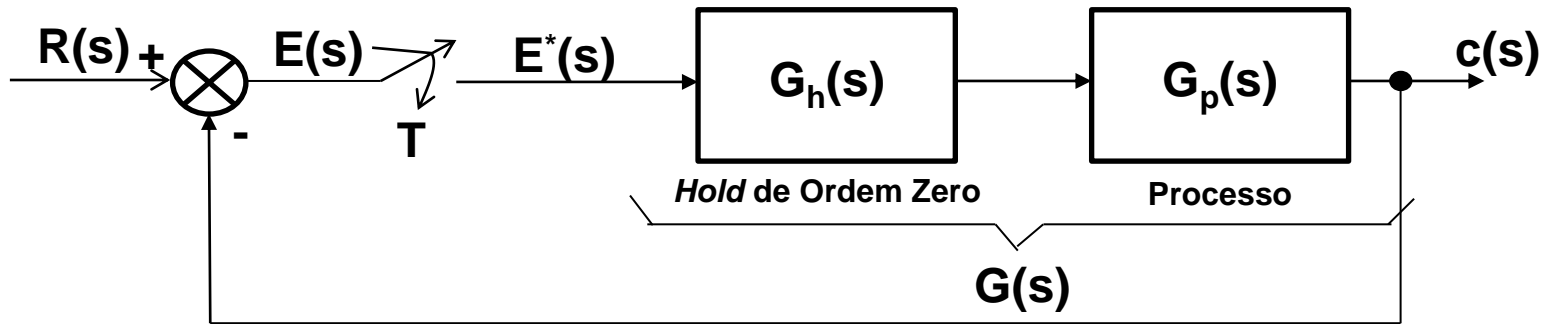 R(s)
+
-
E(s)
T
E*(s)
Gh(s)
Gp(s)
c(s)
Hold de Ordem Zero
Processo
G(s)